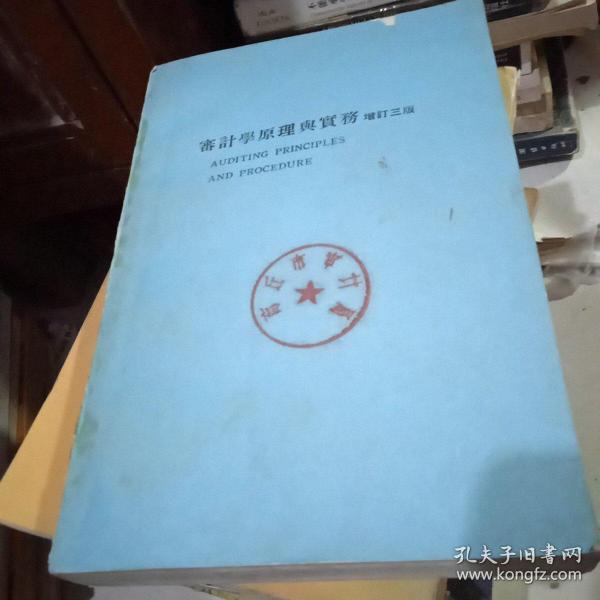 審計學原理與實務 增訂三版
AUDITING PRINCIPLES
AND PROCEDURE
孔夫子旧书网
www.kongfz.com